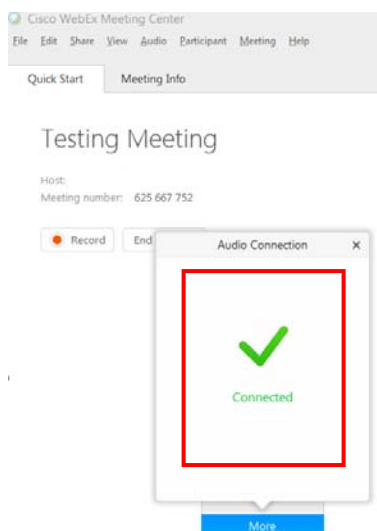 Cisco WebEx Meeting Center
File Edit Share View Audio Participant Meeting Help
Quick Start Meeting Info
Testing Meeting
Host:
Meeting number: 625 667 752
Record End
Audio Connection ×
Connected
More